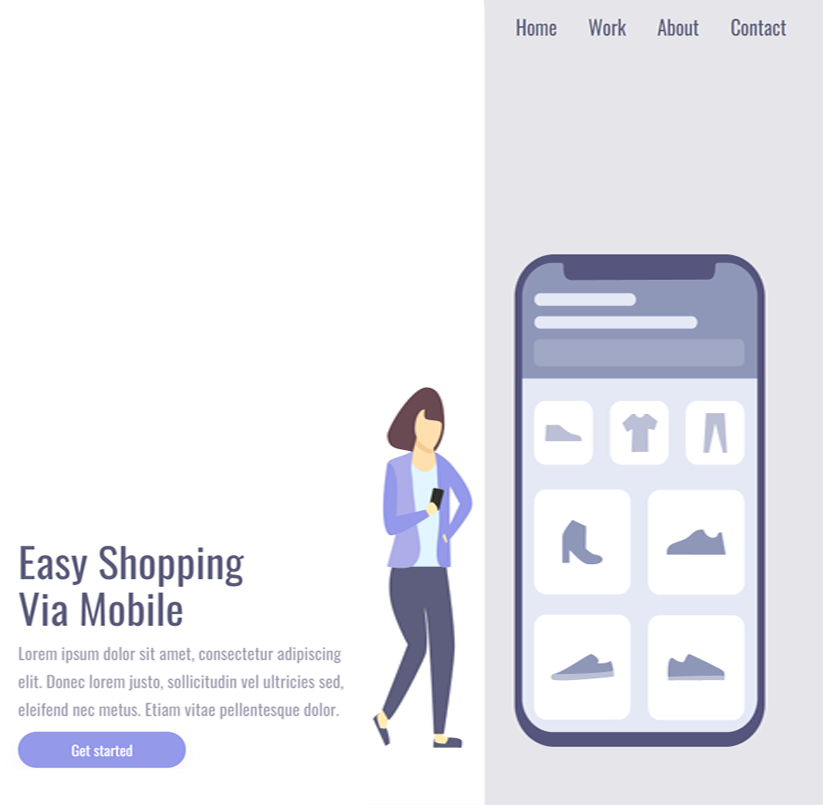 Home Work About Contact
Easy Shopping
Via Mobile
Lorem ipsum dolor sit amet, consectetur adipiscing
elit. Donec lorem justo, sollicitudin vel ultricies sed,
eleifend nec metus. Etiam vitae pellentesque dolor.
Get started